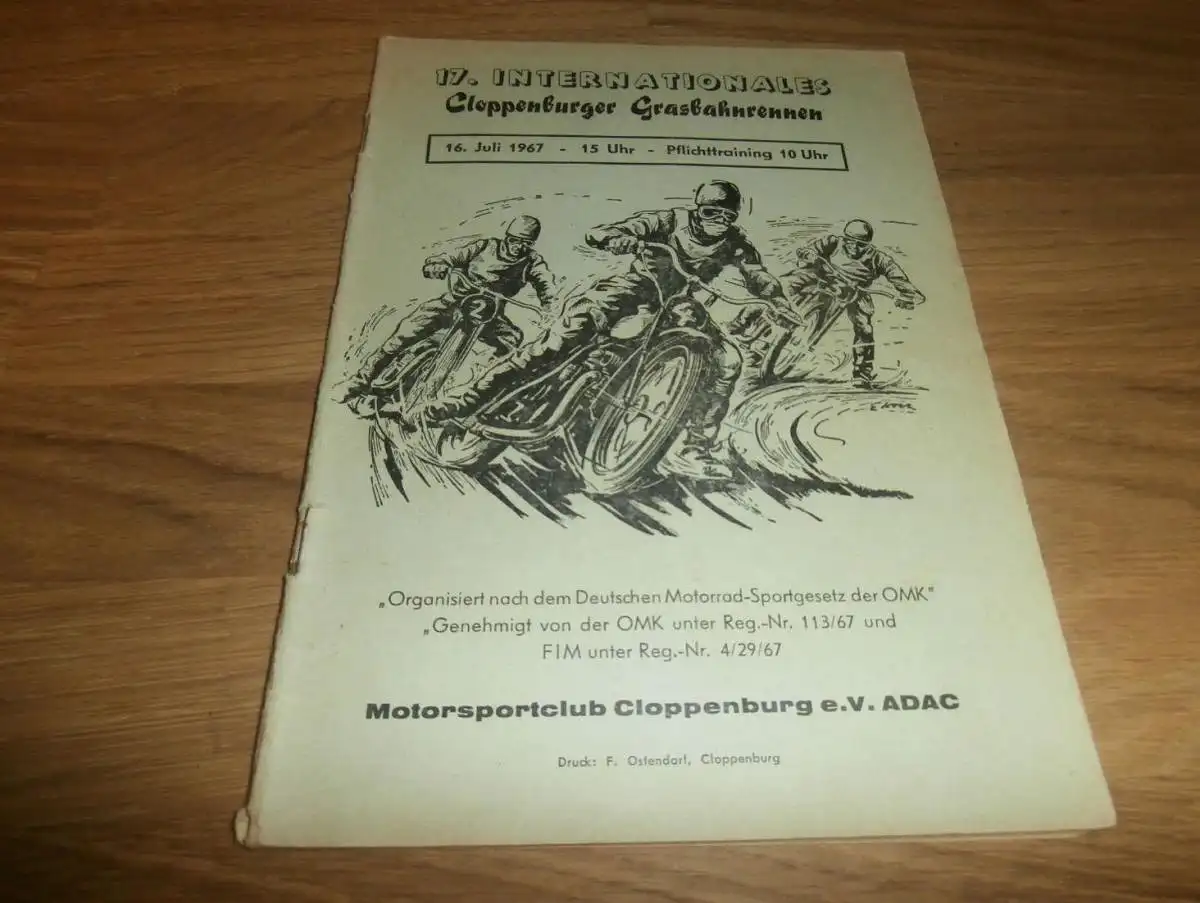 17. INTERNATIONALES
Cloppenburger Grasbahnrennen
16. Juli 1967 - 15 Uhr - Pflichttraining 10 Uhr
2
2
„Organisiert nach dem Deutschen Motorrad-Sportgesetz der OMK"
„Genehmigt von der OMK unter Reg.-Nr. 113/67 und
FIM unter Reg.-Nr. 4/29/67
Motorsportclub Cloppenburg e.V. ADAC
Druck: F. Ostendorf, Cloppenburg